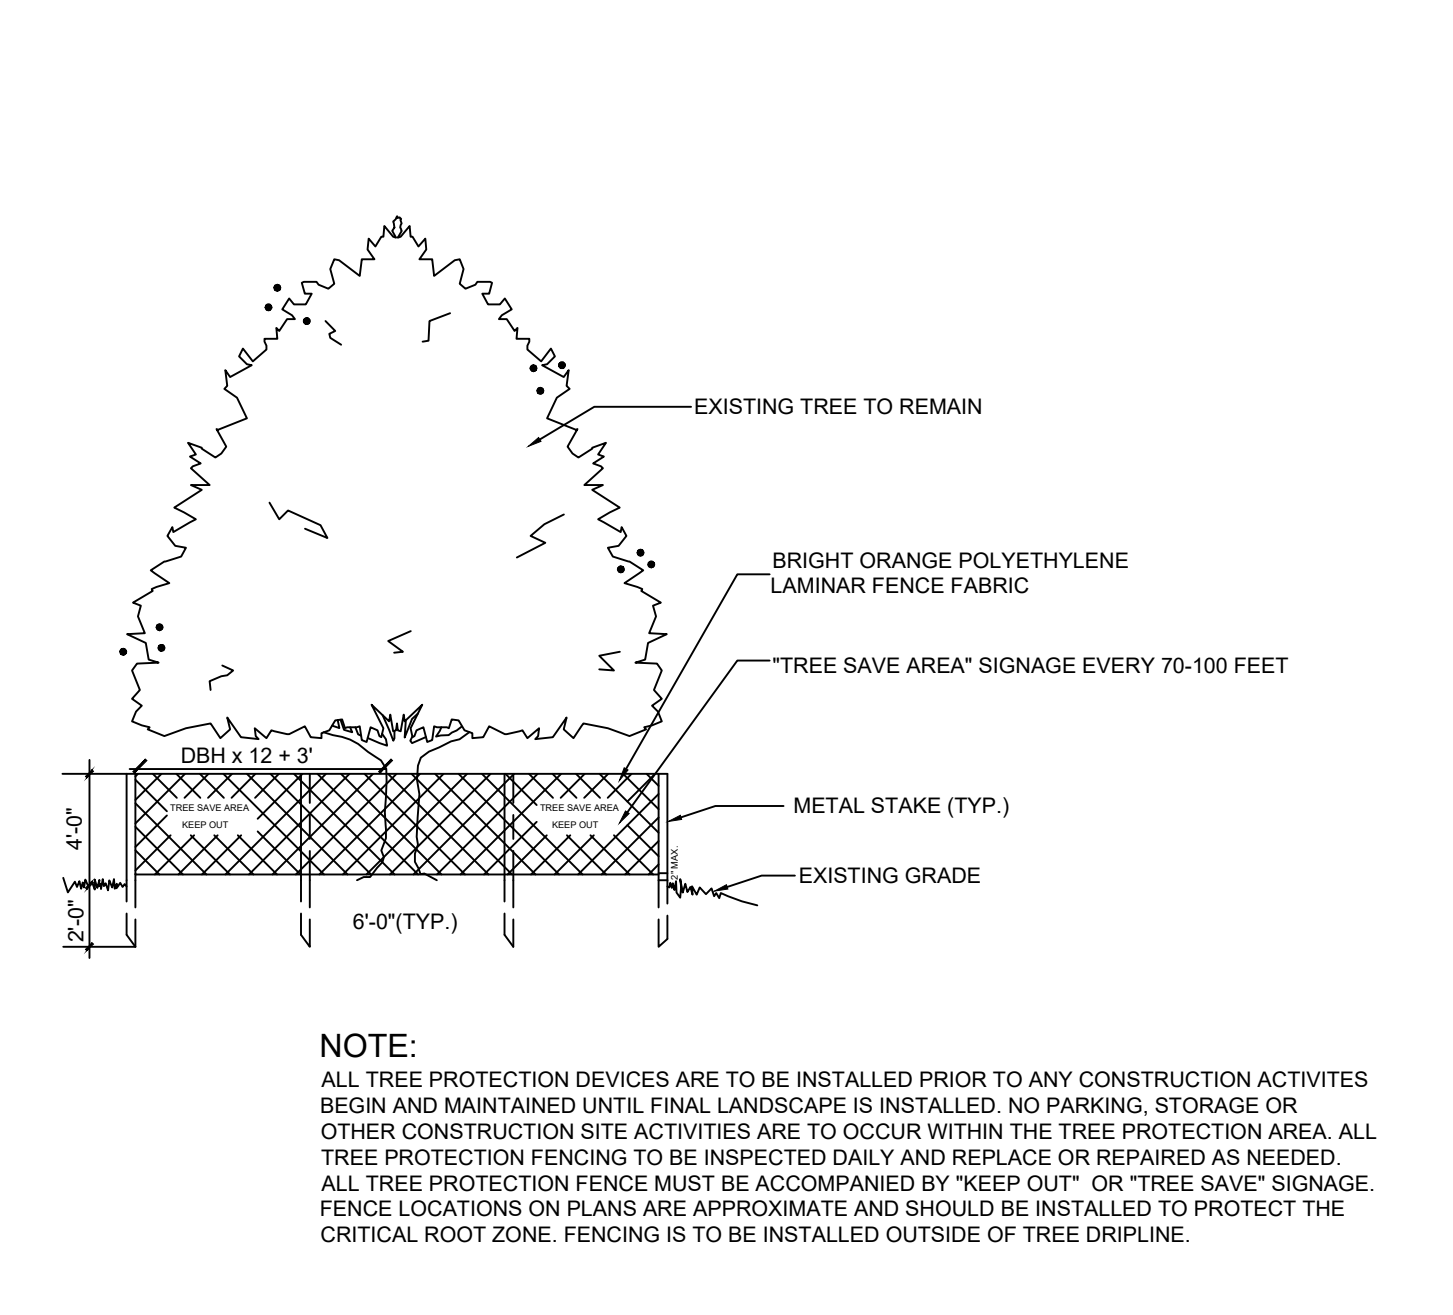 EXISTING TREE TO REMAIN
BRIGHT ORANGE POLYETHYLENE
LAMINAR FENCE FABRIC
"TREE SAVE AREA" SIGNAGE EVERY 70-100 FEET
DBH x 12 + 3'
TREE SAVE AREA
KEEP OUT
TREE SAVE AREA
KEEP OUT
METAL STAKE (TYP.)
4'-0"
2" MAX.
EXISTING GRADE
2'-0"
6'-0"(TYP.)
NOTE:
ALL TREE PROTECTION DEVICES ARE TO BE INSTALLED PRIOR TO ANY CONSTRUCTION ACTIVITES
BEGIN AND MAINTAINED UNTIL FINAL LANDSCAPE IS INSTALLED. NO PARKING, STORAGE OR
OTHER CONSTRUCTION SITE ACTIVITIES ARE TO OCCUR WITHIN THE TREE PROTECTION AREA. ALL
TREE PROTECTION FENCING TO BE INSPECTED DAILY AND REPLACE OR REPAIRED AS NEEDED.
ALL TREE PROTECTION FENCE MUST BE ACCOMPANIED BY "KEEP OUT"  OR "TREE SAVE" SIGNAGE.
FENCE LOCATIONS ON PLANS ARE APPROXIMATE AND SHOULD BE INSTALLED TO PROTECT THE
CRITICAL ROOT ZONE. FENCING IS TO BE INSTALLED OUTSIDE OF TREE DRIPLINE.